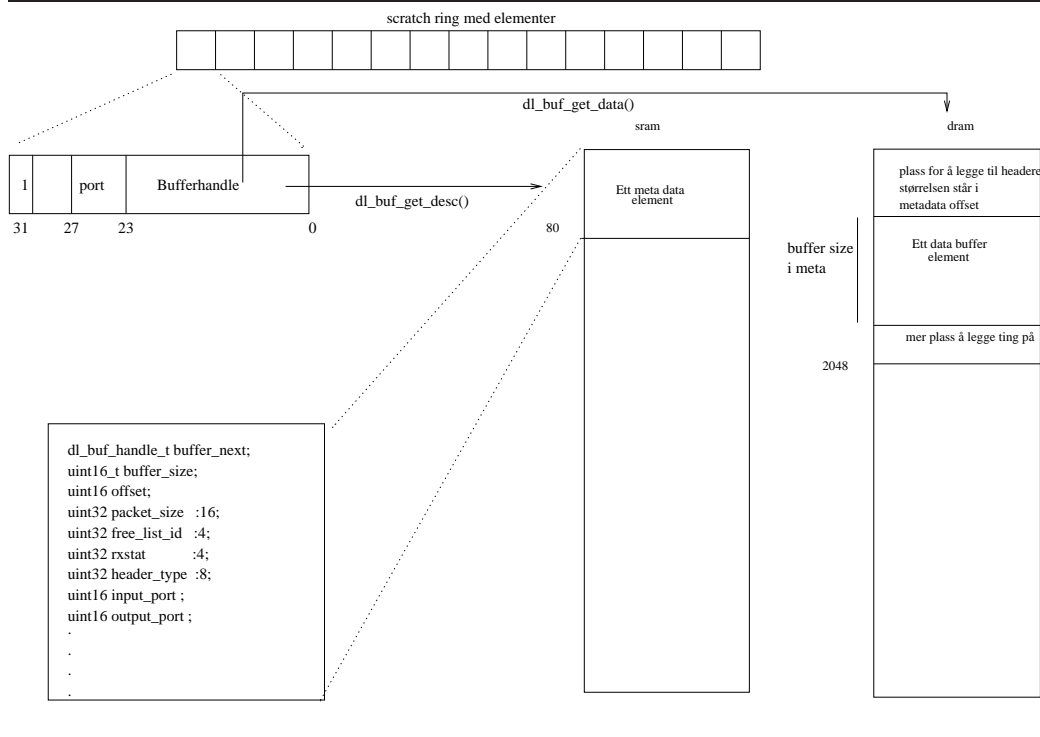 scratch ring med elementer
dl_buf_get_data()
sram
dram
1
port
Bufferhandle
31
27
23
0
dl_buf_get_desc()
80
Ett meta data
element
plass for å legge til headere
størrelsen står i
metadata offset
buffer size
i meta
Ett data buffer
element
mer plass å legge ting på
2048
dl_buf_handle_t buffer_next;
uint16_t buffer_size;
uint16 offset;
uint32 packet_size :16;
uint32 free_list_id :4;
uint32 rxstat :4;
uint32 header_type :8;
uint16 input_port ;
uint16 output_port ;
.
.
.
.